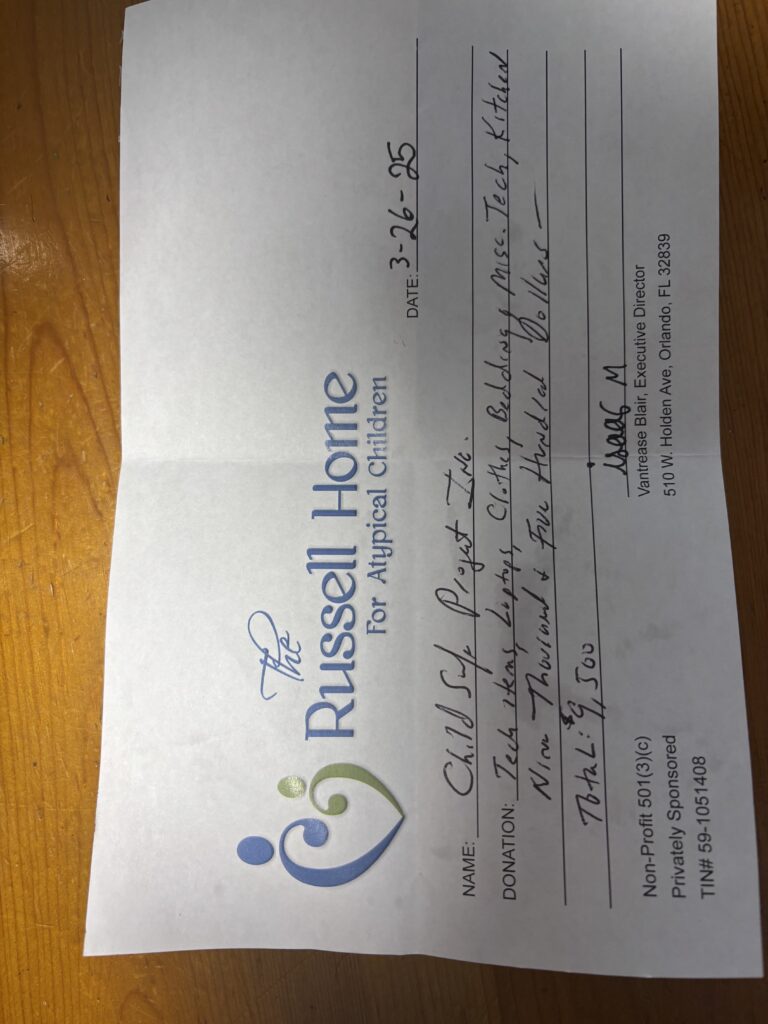 The
Russell Home
For Atypical Children
DATE: 3-26-25
NAME: Child Safe Project Inc.
DONATION: Tech items, Laptops, Clothes, Bedding & Misc. Tech, Kitchen
Nine Thousand & Five Hundred Dollars —
Total: $9,500
isaac M
Non-Profit 501(3)(c)
Privately Sponsored
TIN# 59-1051408
Vantrease Blair, Executive Director
510 W. Holden Ave, Orlando, FL 32839